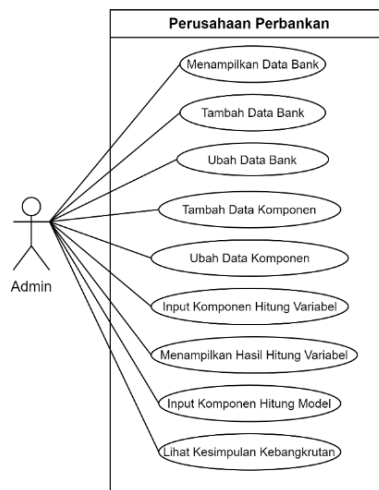 Perusahaan Perbankan
Menampilkan Data Bank
Tambah Data Bank
Ubah Data Bank
Tambah Data Komponen
Ubah Data Komponen
Admin
Input Komponen Hitung Variabel
Menampilkan Hasil Hitung Variabel
Input Komponen Hitung Model
Lihat Kesimpulan Kebangkrutan